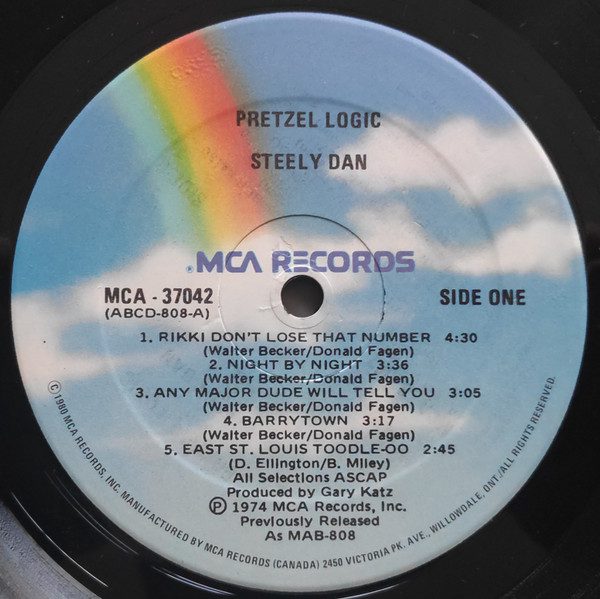 PRETZEL LOGIC
STEELY DAN
MCA RECORDS
MCA - 37042
(ABCD-808-A)
SIDE ONE
1. RIKKI DON'T LOSE THAT NUMBER 4:30
(Walter Becker/Donald Fagen)
2. NIGHT BY NIGHT 3:36
(Walter Becker/Donald Fagen)
3. ANY MAJOR DUDE WILL TELL YOU 3:05
(Walter Becker/Donald Fagen)
4. BARRYTOWN 3:17
(Walter Becker/Donald Fagen)
5. EAST ST. LOUIS TOODLE-OO 2:45
(D. Ellington/B. Miley)
All Selections ASCAP
Produced by Gary Katz
Ⓟ 1974 MCA Records, Inc.
Previously Released
As MAB-808
© 1980 MCA RECORDS, INC. MANUFACTURED BY MCA RECORDS (CANADA) 2450 VICTORIA PK. AVE., WILLOWDALE, ONT./ALL RIGHTS RESERVED.